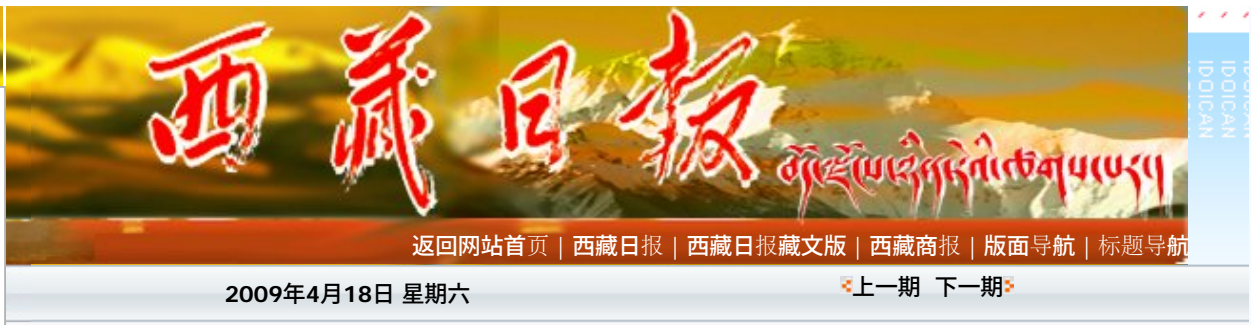 西藏日报
返回网站首页 | 西藏日报 | 西藏日报藏文版 | 西藏商报 | 版面导航 | 标题导航
2009年4月18日 星期六
上一期 下一期
IDOICAN
IDOICAN